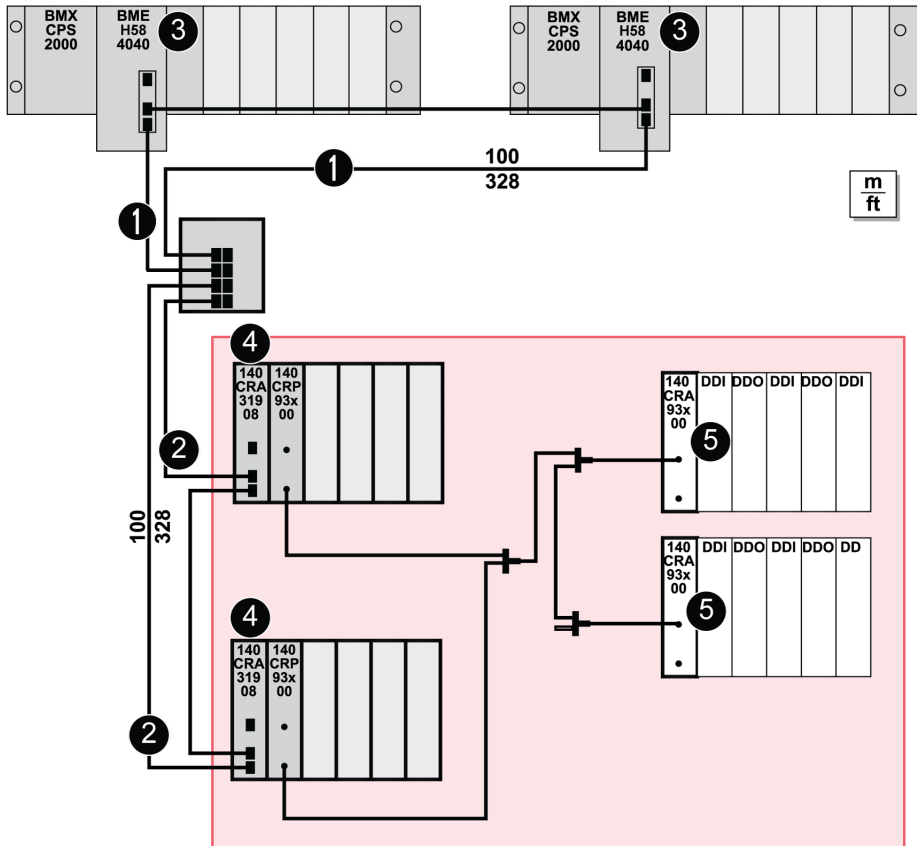 BMX
CPS
2000
BME
H58
4040
3
BMX
CPS
2000
BME
H58
4040
3
1
100
328
m
ft
1
4
140
CRA
319
08
140
CRP
93x
00
140
CRA
93x
00
DDI
DDO
DDI
DDO
DDI
5
2
100
328
140
CRA
93x
00
DDI
DDO
DDI
DDO
DD
5
4
140
CRA
319
08
140
CRP
93x
00
2